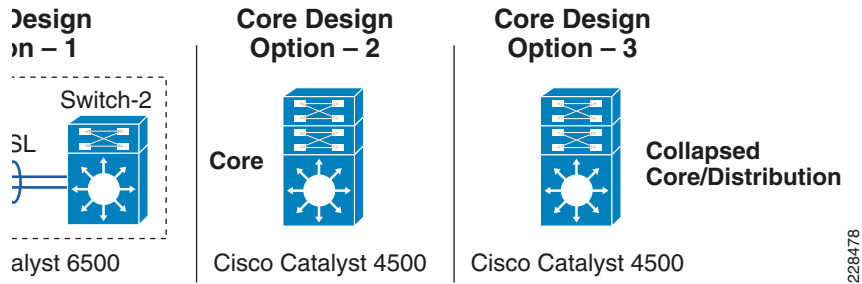 Design
on – 1
Switch-2
SL
alyst 6500
Core Design
Option – 2
Core
Cisco Catalyst 4500
Core Design
Option – 3
Collapsed
Core/Distribution
Cisco Catalyst 4500
228478